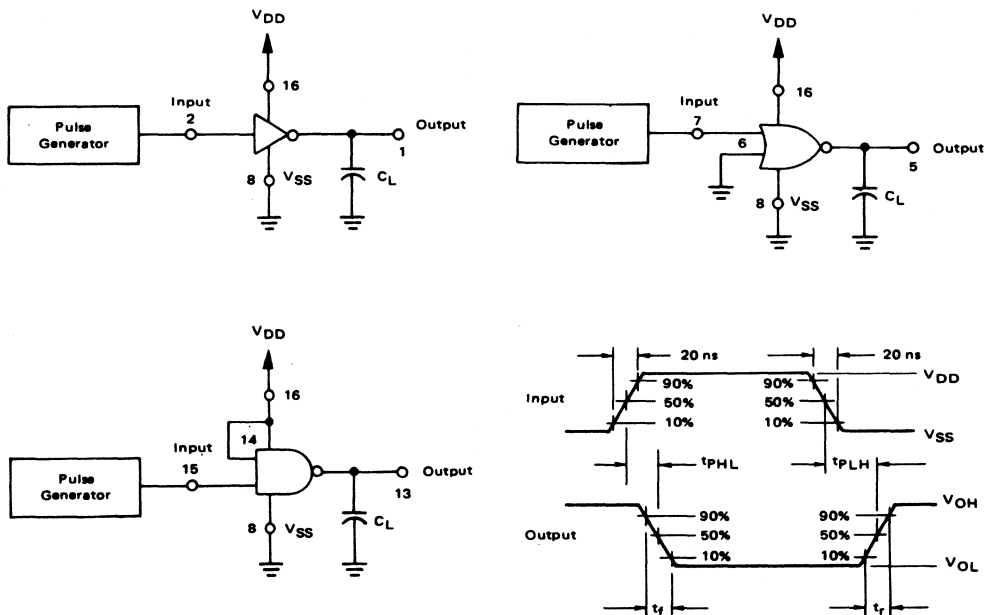 VDD
16
Input
2
Pulse
Generator
Output
1
8
VSS
CL
VDD
16
Input
7
Pulse
Generator
6
Output
5
8
VSS
CL
VDD
16
14
Input
15
Pulse
Generator
Output
13
8
VSS
CL
20 ns
20 ns
VDD
90%
90%
Input
50%
50%
10%
10%
VSS
tPHL
tPLH
VOH
90%
90%
Output
50%
50%
10%
10%
VOL
tf
tr